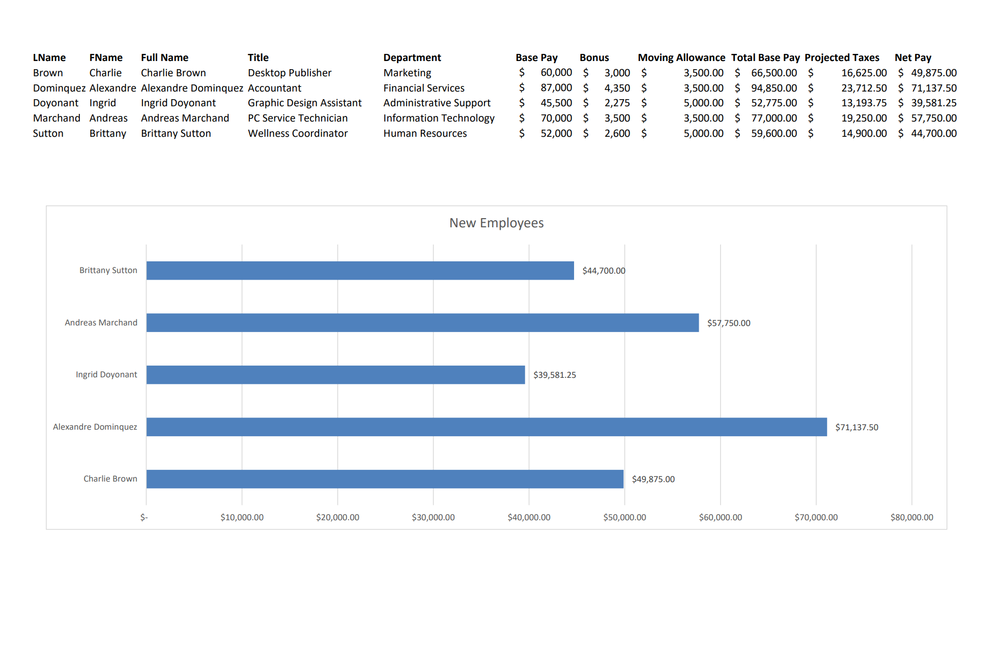 LName FName Full Name Title Department Base Pay Bonus Moving Allowance Total Base Pay Projected Taxes Net Pay
Brown Charlie Charlie Brown Desktop Publisher Marketing $ 60,000 $ 3,000 $ 3,500.00 $ 66,500.00 $ 16,625.00 $ 49,875.00
Dominquez Alexandre Alexandre Dominquez Accountant Financial Services $ 87,000 $ 4,350 $ 3,500.00 $ 94,850.00 $ 23,712.50 $ 71,137.50
Doyonant Ingrid Ingrid Doyonant Graphic Design Assistant Administrative Support $ 45,500 $ 2,275 $ 5,000.00 $ 52,775.00 $ 13,193.75 $ 39,581.25
Marchand Andreas Andreas Marchand PC Service Technician Information Technology $ 70,000 $ 3,500 $ 3,500.00 $ 77,000.00 $ 19,250.00 $ 57,750.00
Sutton Brittany Brittany Sutton Wellness Coordinator Human Resources $ 52,000 $ 2,600 $ 5,000.00 $ 59,600.00 $ 14,900.00 $ 44,700.00
New Employees
Brittany Sutton $44,700.00
Andreas Marchand $57,750.00
Ingrid Doyonant $39,581.25
Alexandre Dominquez $71,137.50
Charlie Brown $49,875.00
$- $10,000.00 $20,000.00 $30,000.00 $40,000.00 $50,000.00 $60,000.00 $70,000.00 $80,000.00